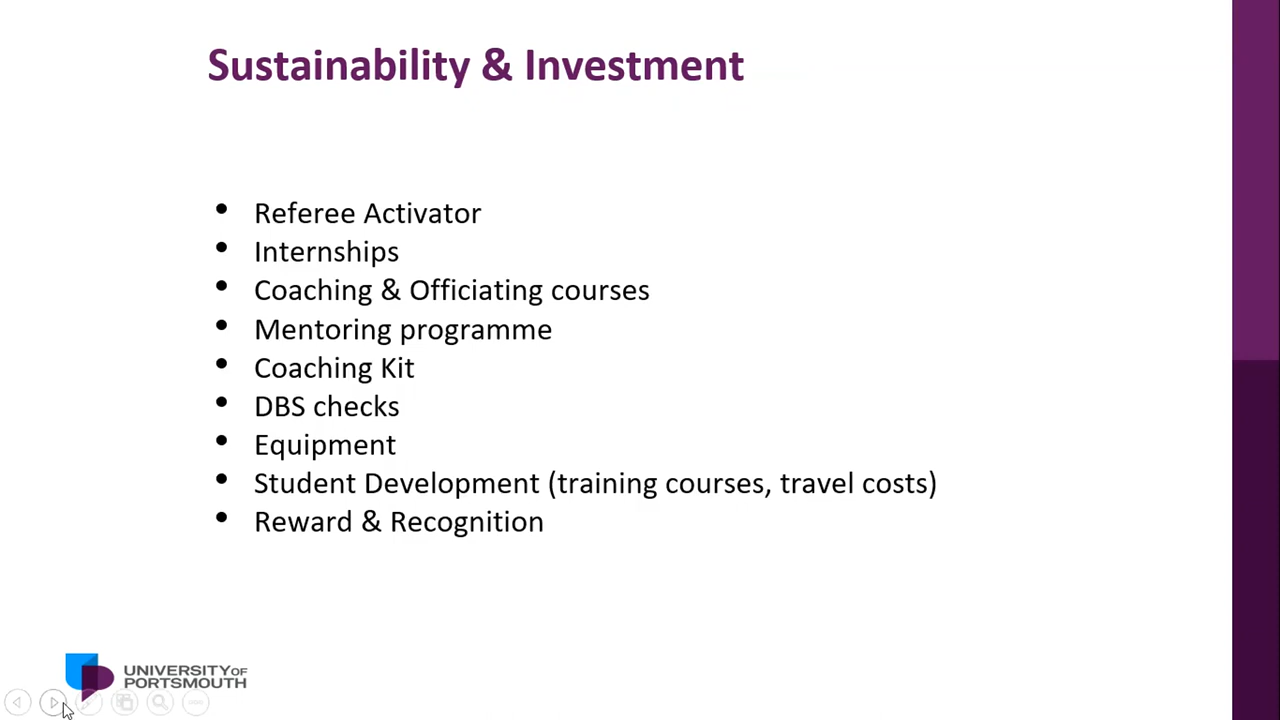 Sustainability & Investment
• Referee Activator
• Internships
• Coaching & Officiating courses
• Mentoring programme
• Coaching Kit
• DBS checks
• Equipment
• Student Development (training courses, travel costs)
• Reward & Recognition
UNIVERSITY OF
PORTSMOUTH